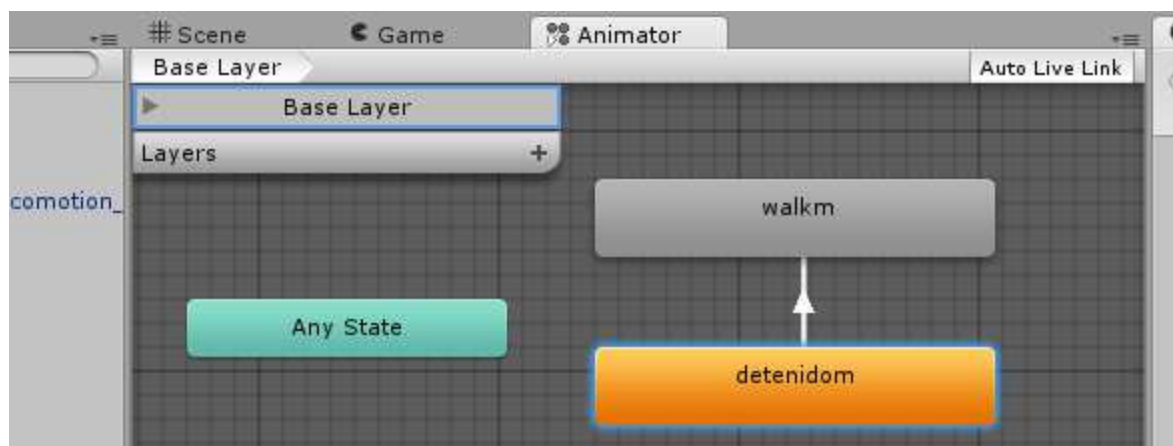 Scene
Game
Animator
Base Layer
Auto Live Link
Base Layer
Layers
+
comotion_
walkm
Any State
detenidom